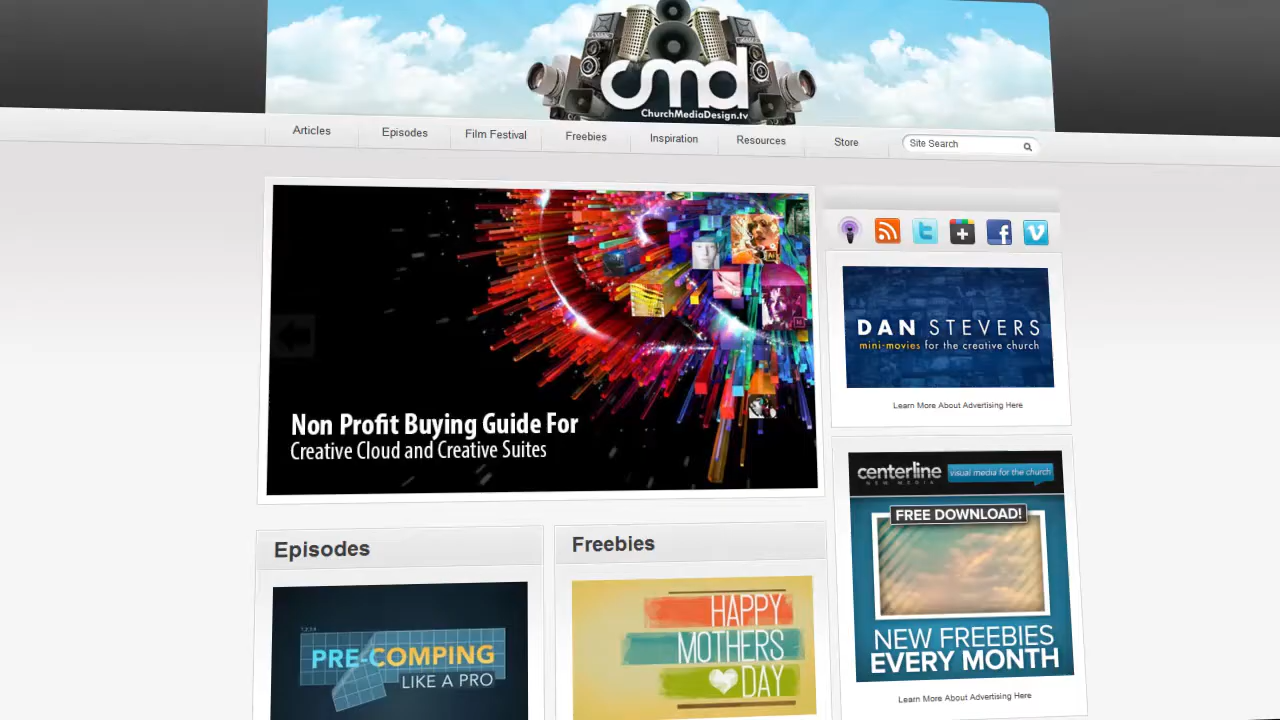 cmd
ChurchMediaDesign.tv
Articles
Episodes
Film Festival
Freebies
Inspiration
Resources
Store
Site Search
Non Profit Buying Guide For
Creative Cloud and Creative Suites
DAN STEVERS
mini-movies for the creative church
Learn More About Advertising Here
centerline
NEW MEDIA
visual media for the church
FREE DOWNLOAD!
NEW FREEBIES
EVERY MONTH
Learn More About Advertising Here
Episodes
PRE-COMPING
LIKE A PRO
Freebies
HAPPY
MOTHERS
DAY